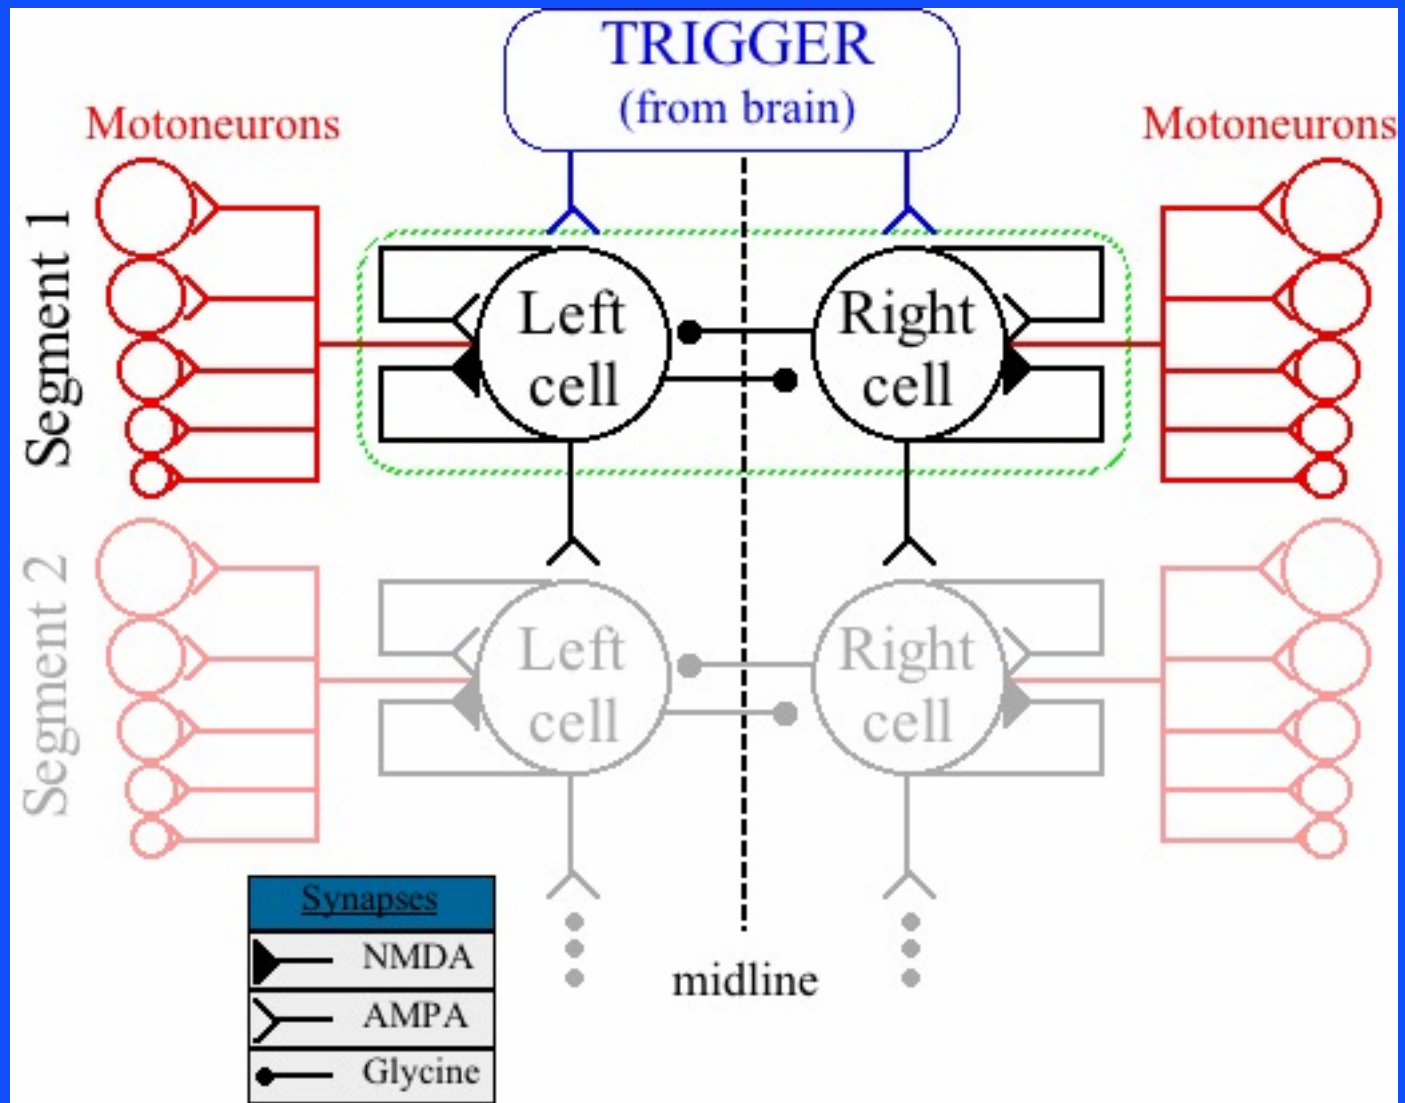 TRIGGER
(from brain)
Motoneurons
Motoneurons
Segment 1
Left
cell
Right
cell
Segment 2
Left
cell
Right
cell
Synapses
NMDA
AMPA
Glycine
midline